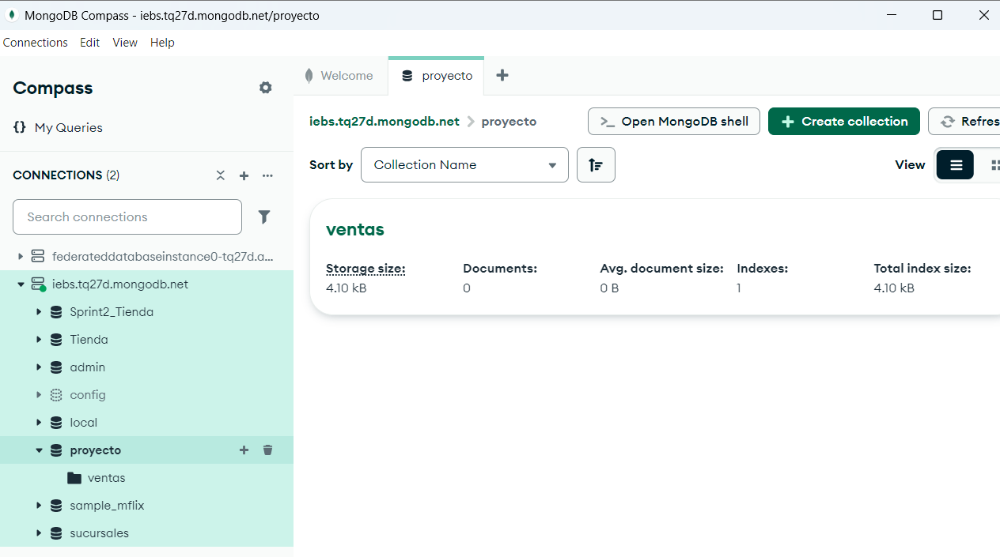 MongoDB Compass - iebs.tq27d.mongodb.net/proyecto
Connections Edit View Help
Compass
{} My Queries
CONNECTIONS (2)
Search connections
federateddatabaseinstance0-tq27d.a...
iebs.tq27d.mongodb.net
Sprint2_Tienda
Tienda
admin
config
local
proyecto
ventas
sample_mflix
sucursales
Welcome
proyecto
iebs.tq27d.mongodb.net > proyecto
>_ Open MongoDB shell
Create collection
Refres
Sort by Collection Name
View
ventas
Storage size: Documents: Avg. document size: Indexes: Total index size:
4.10 kB 0 0 B 1 4.10 kB